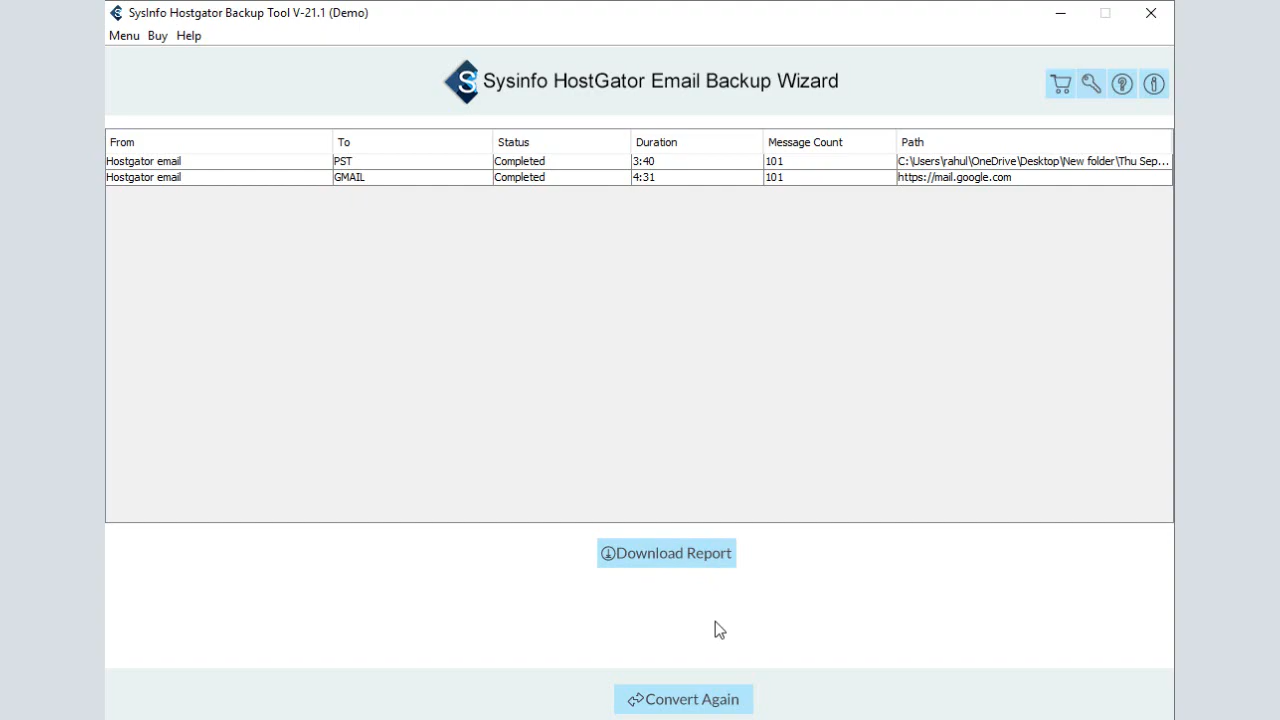 SysInfo Hostgator Backup Tool V-21.1 (Demo)
Menu Buy Help
S Sysinfo HostGator Email Backup Wizard
From To Status Duration Message Count Path
Hostgator email PST Completed 3:40 101 C:\Users\rahul\OneDrive\Desktop\New folder\Thu Sep...
Hostgator email GMAIL Completed 4:31 101 https://mail.google.com
Download Report
Convert Again